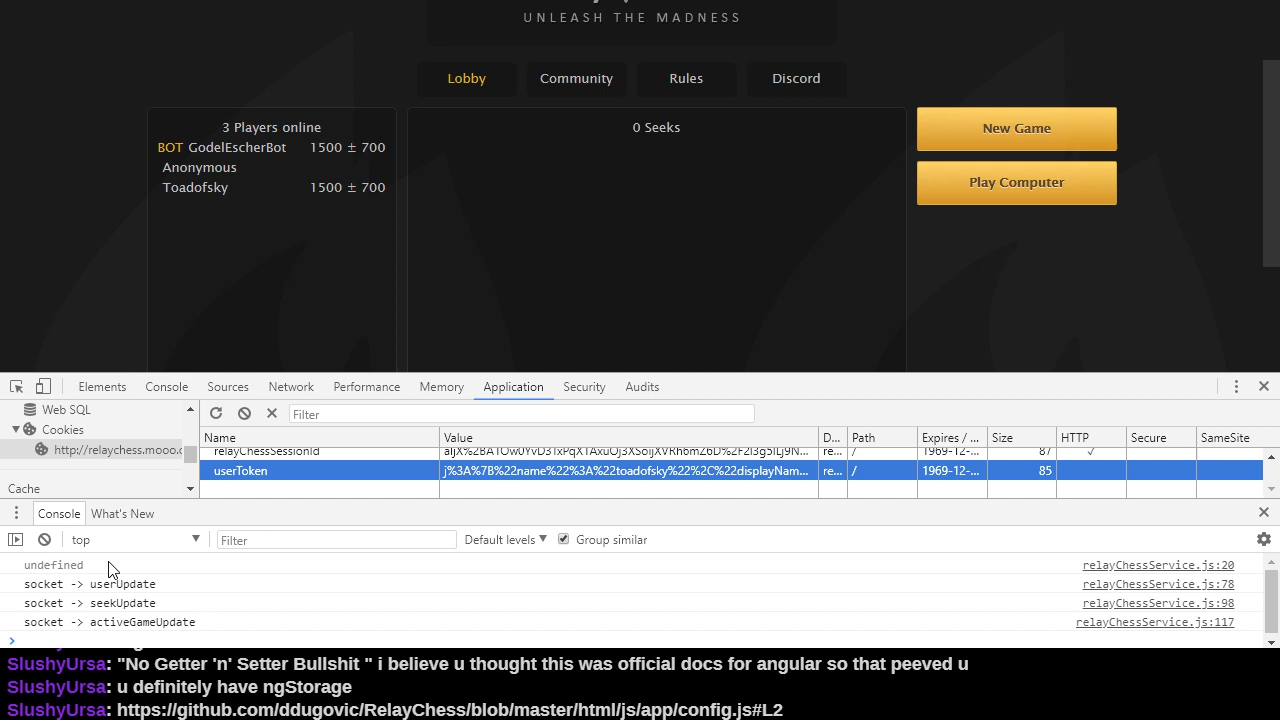 UNLEASH THE MADNESS
Lobby Community Rules Discord
3 Players online
BOT GodelEscherBot 1500 ± 700
Anonymous
Toadofsky 1500 ± 700
0 Seeks
New Game
Play Computer
Elements Console Sources Network Performance Memory Application Security Audits
Web SQL
Cookies
http://relaychess.mooo.c
Cache
Filter
Name Value D... Path Expires / ... Size HTTP Secure SameSite
relayChessSessionId re... / 1969-12-... 87 ✓
userToken j%3A%7B%22name%22%3A%22toadofsky%22%2C%22displayNam... re... / 1969-12-... 85
Console What's New
top Filter Default levels Group similar
undefined relayChessService.js:20
socket -> userUpdate relayChessService.js:78
socket -> seekUpdate relayChessService.js:98
socket -> activeGameUpdate relayChessService.js:117
SlushyUrsa: "No Getter 'n' Setter Bullshit " i believe u thought this was official docs for angular so that peeved u
SlushyUrsa: u definitely have ngStorage
SlushyUrsa: https://github.com/ddugovic/RelayChess/blob/master/html/js/app/config.js#L2